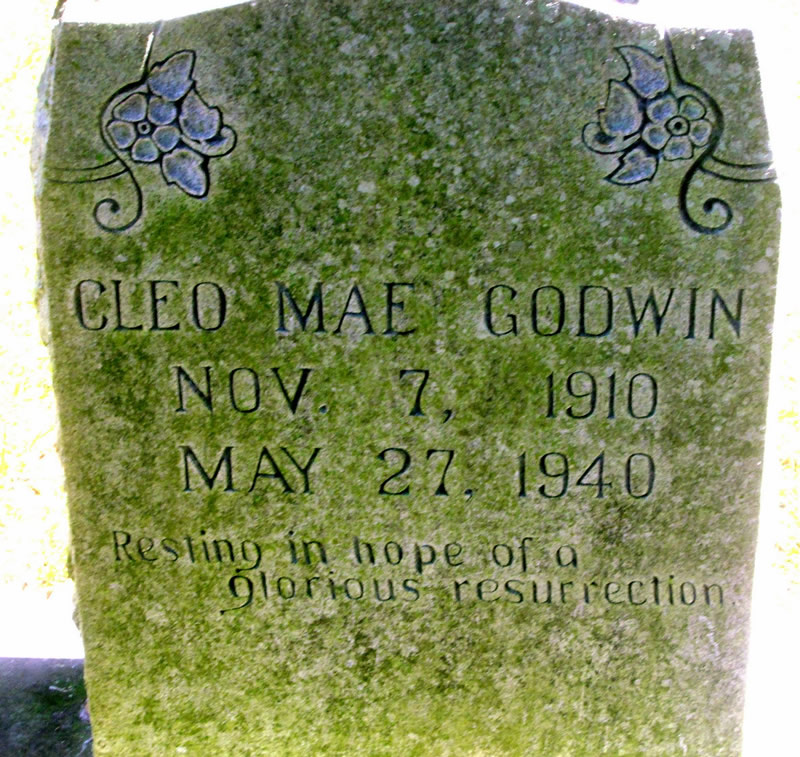 CLEO MAE GODWIN
NOV. 7, 1910
MAY 27, 1940
Resting in hope of a
glorious resurrection.